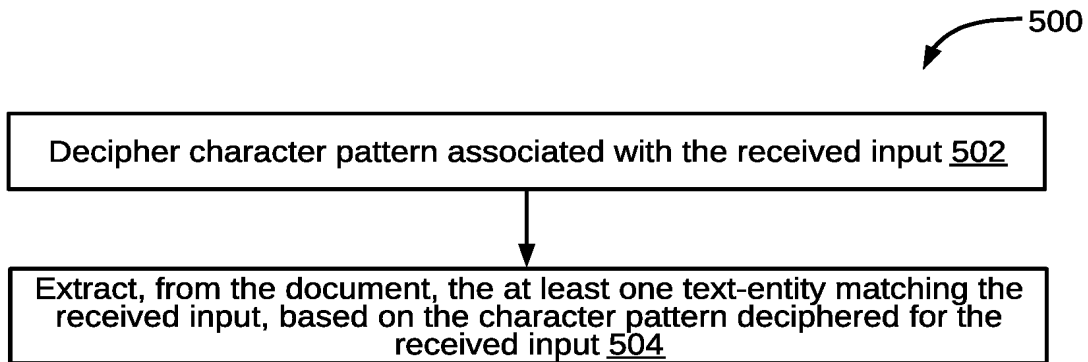 500
Decipher character pattern associated with the received input 502
Extract, from the document, the at least one text-entity matching the
received input, based on the character pattern deciphered for the
received input 504